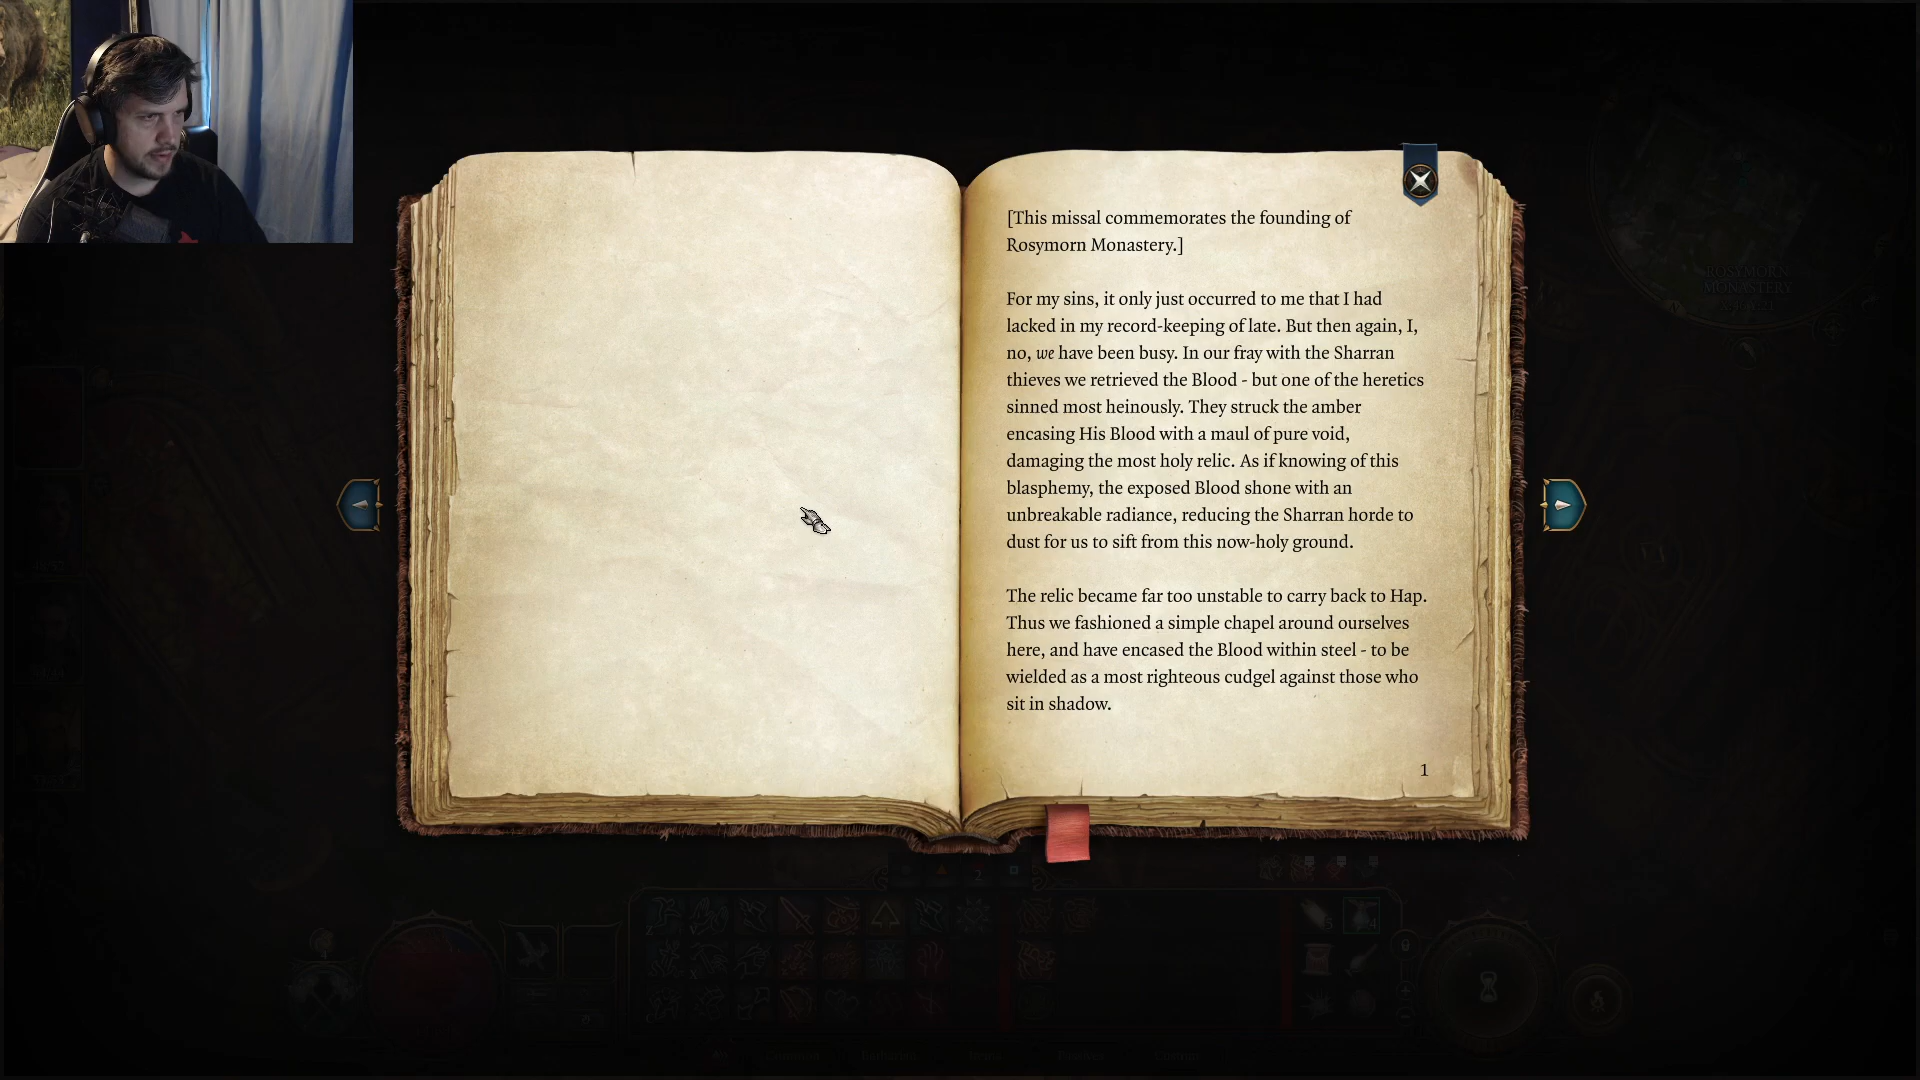 [This missal commemorates the founding of
Rosymorn Monastery.]
For my sins, it only just occurred to me that I had
lacked in my record-keeping of late. But then again, I,
no, we have been busy. In our fray with the Sharran
thieves we retrieved the Blood - but one of the heretics
sinned most heinously. They struck the amber
encasing His Blood with a maul of pure void,
damaging the most holy relic. As if knowing of this
blasphemy, the exposed Blood shone with an
unbreakable radiance, reducing the Sharran horde to
dust for us to sift from this now-holy ground.
The relic became far too unstable to carry back to Hap.
Thus we fashioned a simple chapel around ourselves
here, and have encased the Blood within steel - to be
wielded as a most righteous cudgel against those who
sit in shadow.
1
ROSYMORN
MONASTERY